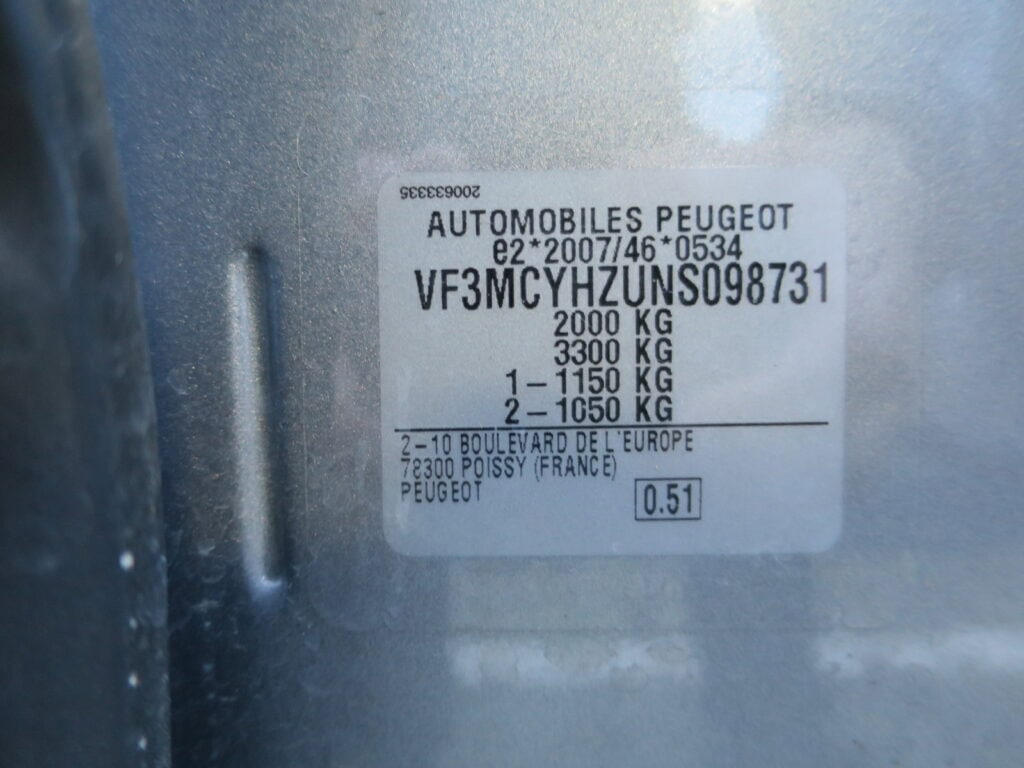 200633335
AUTOMOBILES PEUGEOT
e2*2007/46*0534
VF3MCYHZUNS098731
2000 KG
3300 KG
1-1150 KG
2-1050 KG
2-10 BOULEVARD DE L'EUROPE
78300 POISSY (FRANCE)
PEUGEOT
0.51